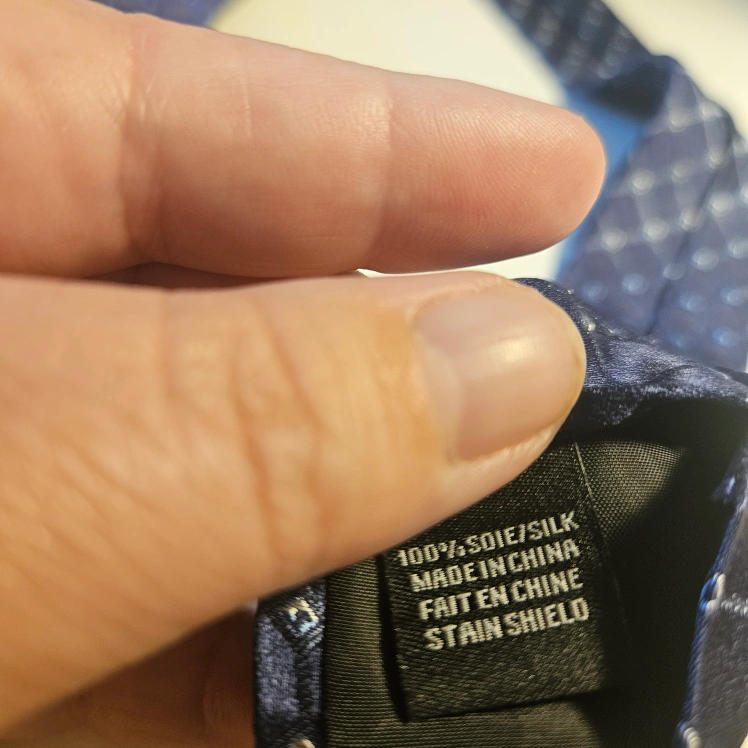 100% SOIE/SILK
MADE IN CHINA
FAIT EN CHINE
STAIN SHIELD